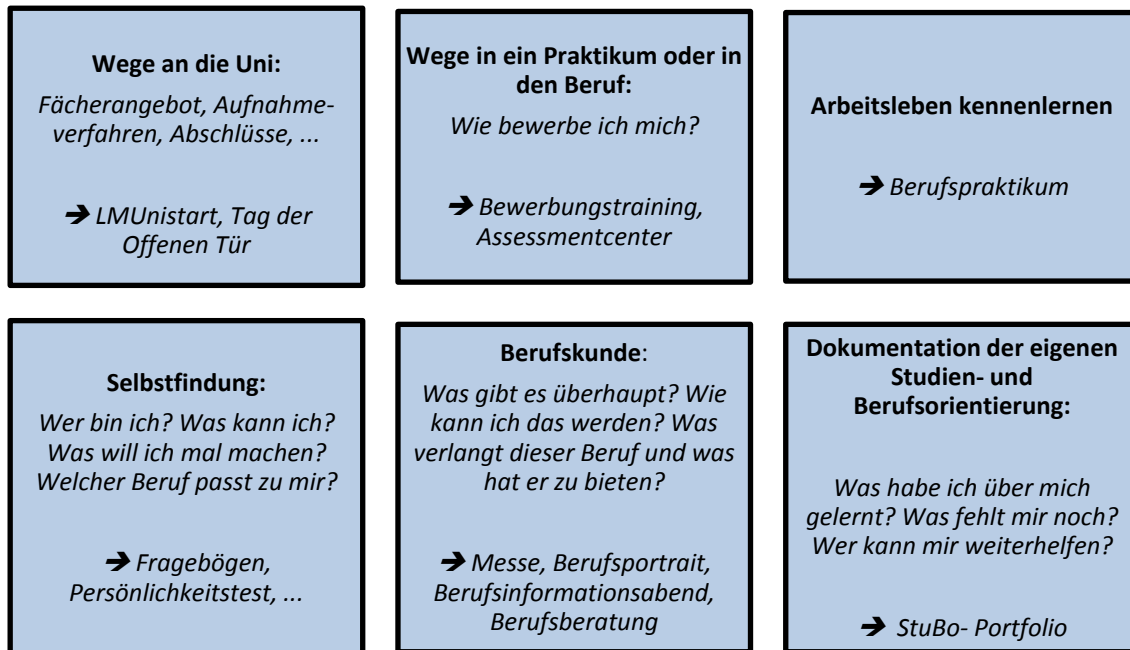 Wege an die Uni:
Fächerangebot, Aufnahme-
verfahren, Abschlüsse, ...
➔ LMUnistart, Tag der
Offenen Tür
Wege in ein Praktikum oder in
den Beruf:
Wie bewerbe ich mich?
➔ Bewerbungstraining,
Assessmentcenter
Arbeitsleben kennenlernen
➔ Berufspraktikum
Selbstfindung:
Wer bin ich? Was kann ich?
Was will ich mal machen?
Welcher Beruf passt zu mir?
➔ Fragebögen,
Persönlichkeitstest, ...
Berufskunde:
Was gibt es überhaupt? Wie
kann ich das werden? Was
verlangt dieser Beruf und was
hat er zu bieten?
➔ Messe, Berufsportrait,
Berufsinformationsabend,
Berufsberatung
Dokumentation der eigenen
Studien- und
Berufsorientierung:
Was habe ich über mich
gelernt? Was fehlt mir noch?
Wer kann mir weiterhelfen?
➔ StuBo- Portfolio